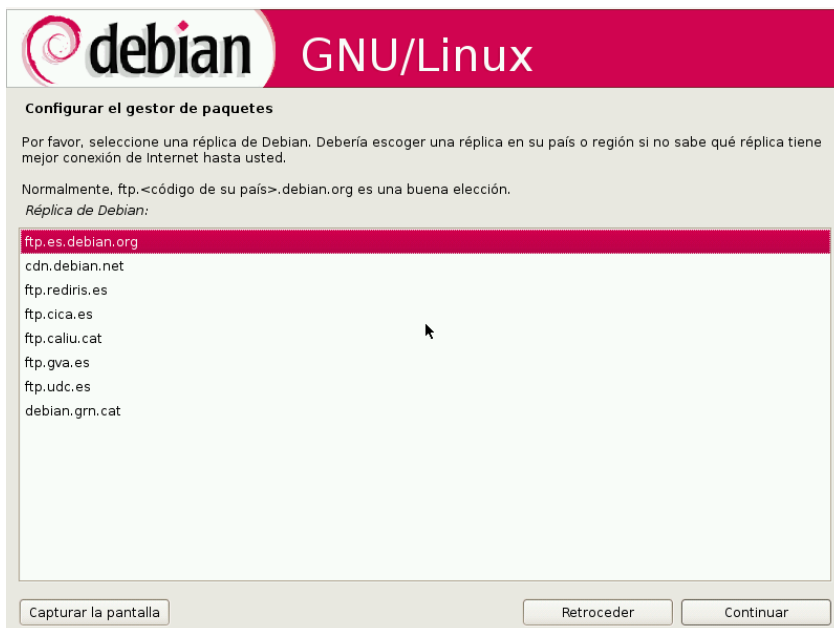 debian GNU/Linux
Configurar el gestor de paquetes
Por favor, seleccione una réplica de Debian. Debería escoger una réplica en su país o región si no sabe qué réplica tiene
mejor conexión de Internet hasta usted.
Normalmente, ftp.<código de su país>.debian.org es una buena elección.
Réplica de Debian:
ftp.es.debian.org
cdn.debian.net
ftp.rediris.es
ftp.cica.es
ftp.caliu.cat
ftp.gva.es
ftp.udc.es
debian.grn.cat
Capturar la pantalla Retroceder Continuar